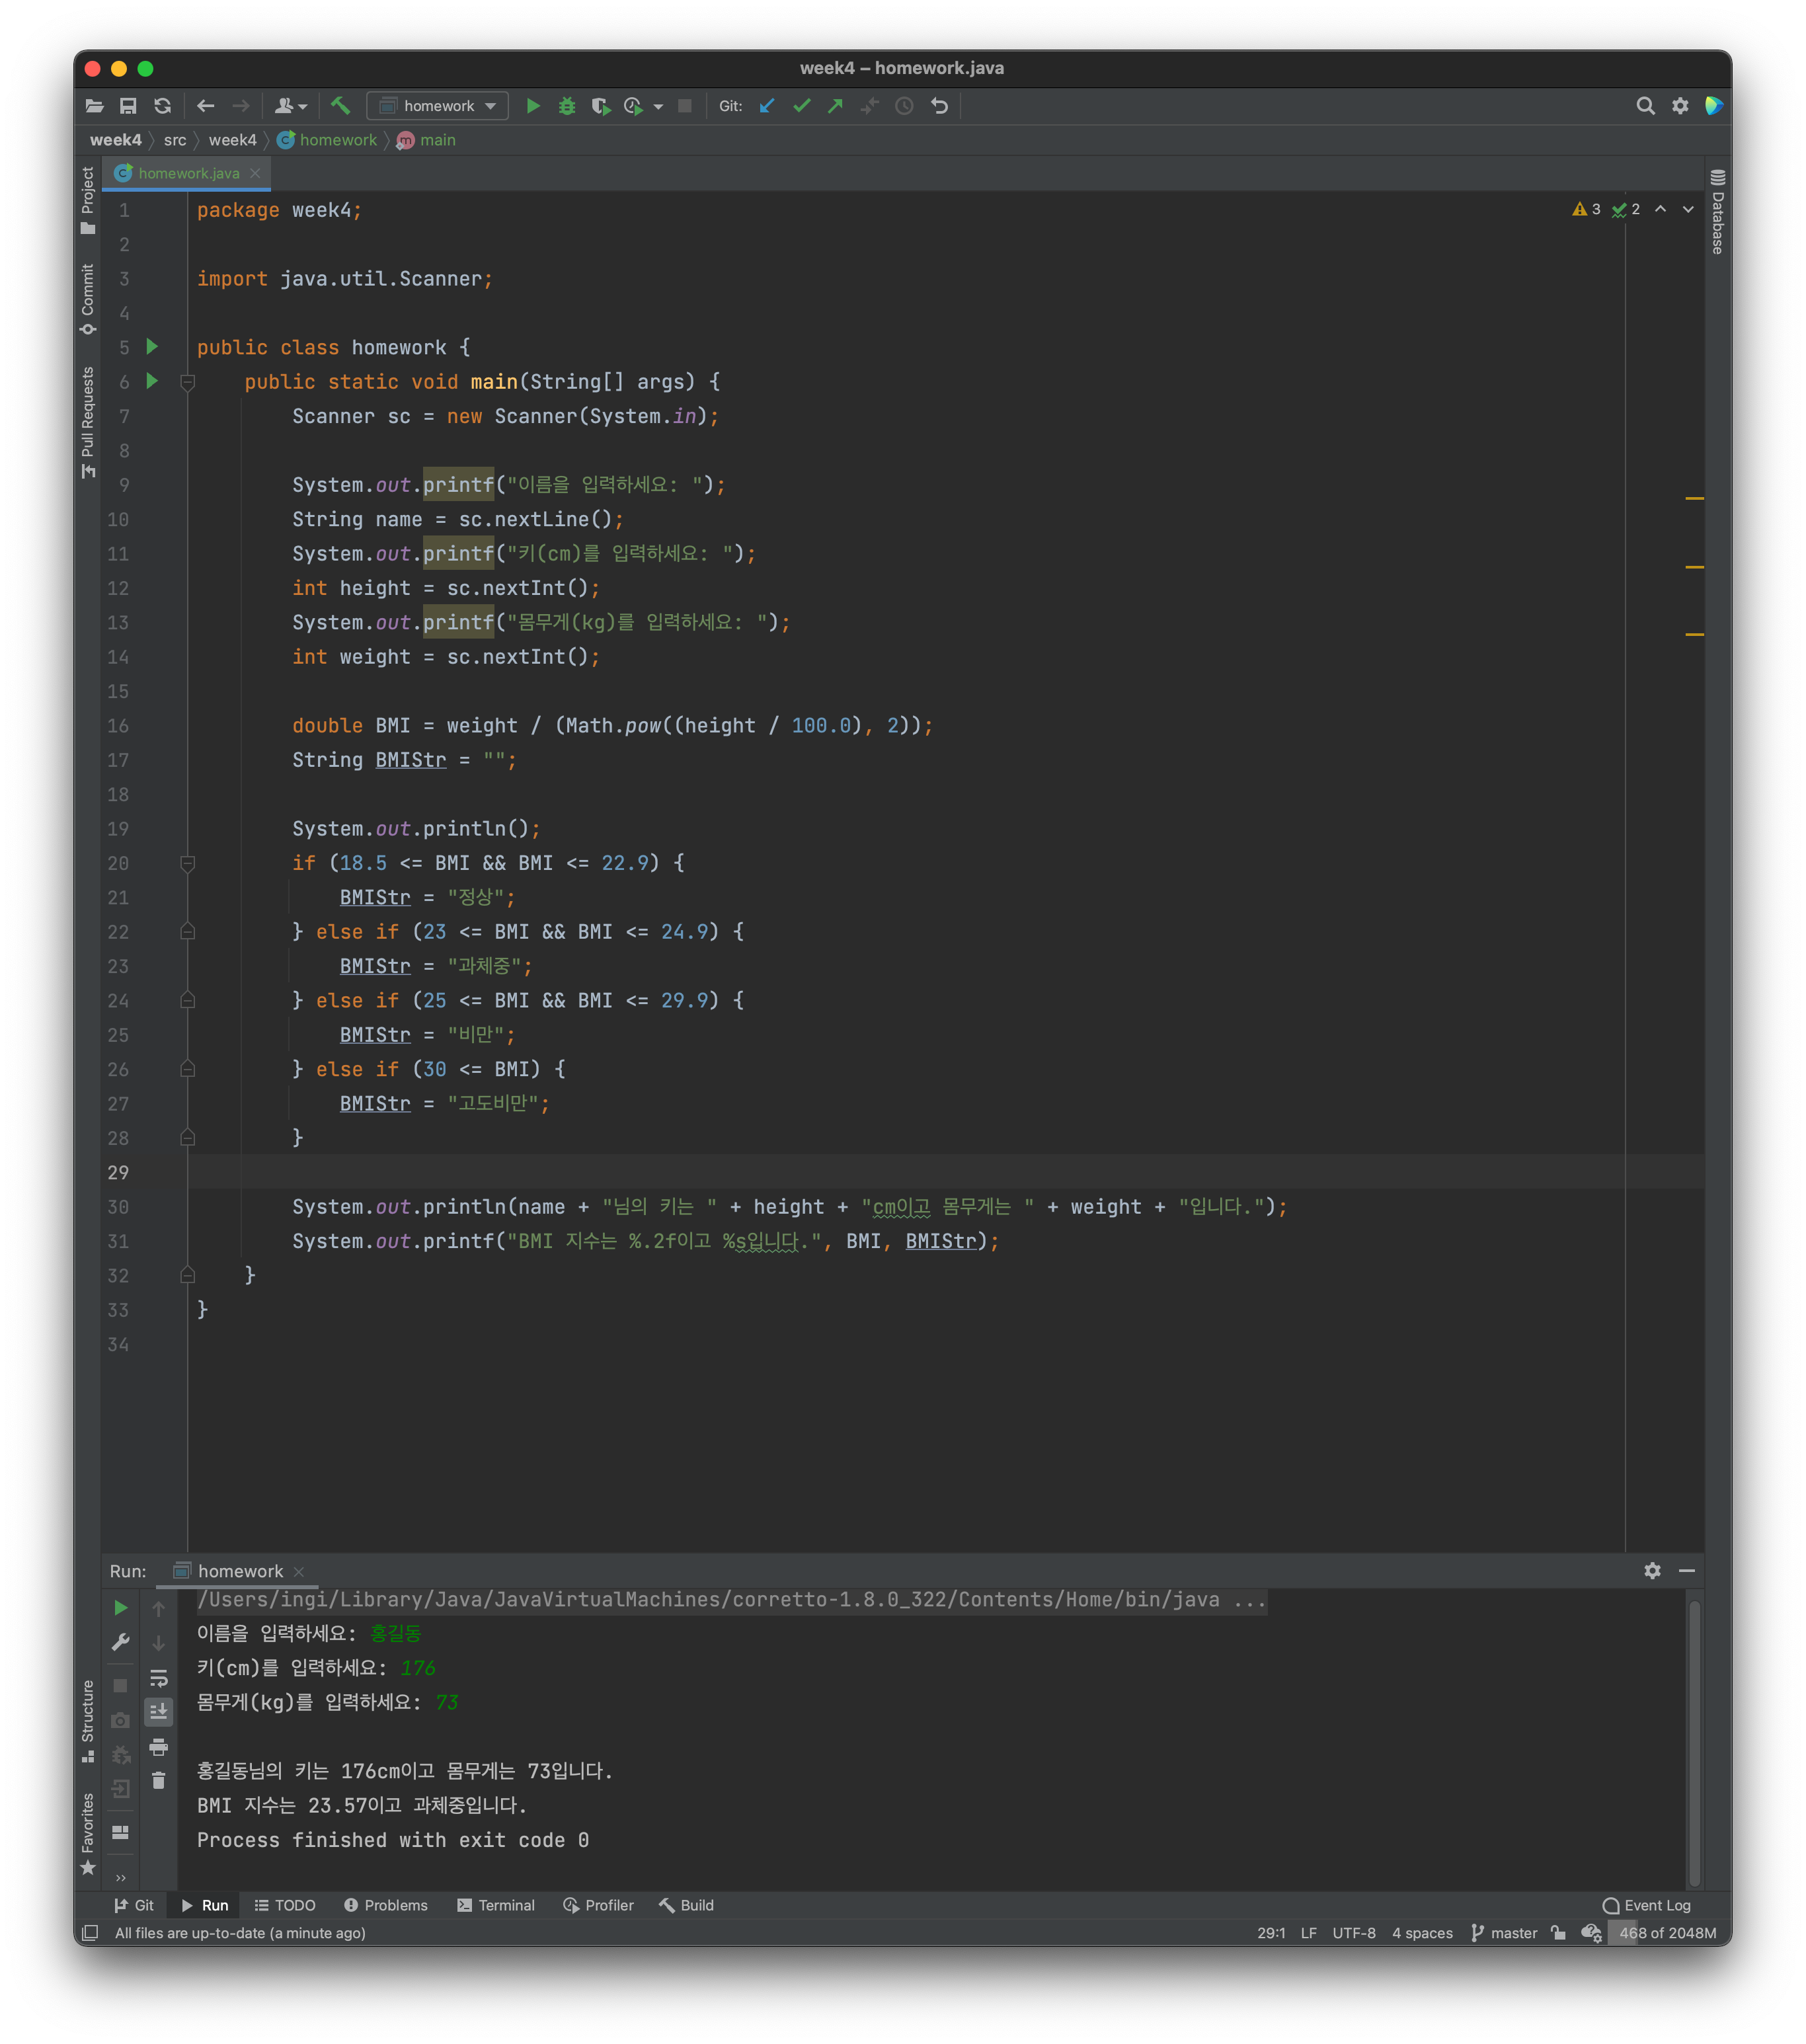 week4 – homework.java
homework Git:
week4 src week4 homework main
homework.java
Project
Commit
Pull Requests
Database
3 2
1 package week4;
2
3 import java.util.Scanner;
4
5 public class homework {
6 public static void main(String[] args) {
7 Scanner sc = new Scanner(System.in);
8
9 System.out.printf("이름을 입력하세요: ");
10 String name = sc.nextLine();
11 System.out.printf("키(cm)를 입력하세요: ");
12 int height = sc.nextInt();
13 System.out.printf("몸무게(kg)를 입력하세요: ");
14 int weight = sc.nextInt();
15
16 double BMI = weight / (Math.pow((height / 100.0), 2));
17 String BMIStr = "";
18
19 System.out.println();
20 if (18.5 <= BMI && BMI <= 22.9) {
21 BMIStr = "정상";
22 } else if (23 <= BMI && BMI <= 24.9) {
23 BMIStr = "과체중";
24 } else if (25 <= BMI && BMI <= 29.9) {
25 BMIStr = "비만";
26 } else if (30 <= BMI) {
27 BMIStr = "고도비만";
28 }
29
30 System.out.println(name + "님의 키는 " + height + "cm이고 몸무게는 " + weight + "입니다.");
31 System.out.printf("BMI 지수는 %.2f이고 %s입니다.", BMI, BMIStr);
32 }
33 }
34
Run: homework
/Users/ingi/Library/Java/JavaVirtualMachines/corretto-1.8.0_322/Contents/Home/bin/java ...
이름을 입력하세요: 홍길동
키(cm)를 입력하세요: 176
몸무게(kg)를 입력하세요: 73
홍길동님의 키는 176cm이고 몸무게는 73입니다.
BMI 지수는 23.57이고 과체중입니다.
Process finished with exit code 0
Structure
Favorites
Git Run TODO Problems Terminal Profiler Build Event Log
All files are up-to-date (a minute ago) 29:1 LF UTF-8 4 spaces master 468 of 2048M